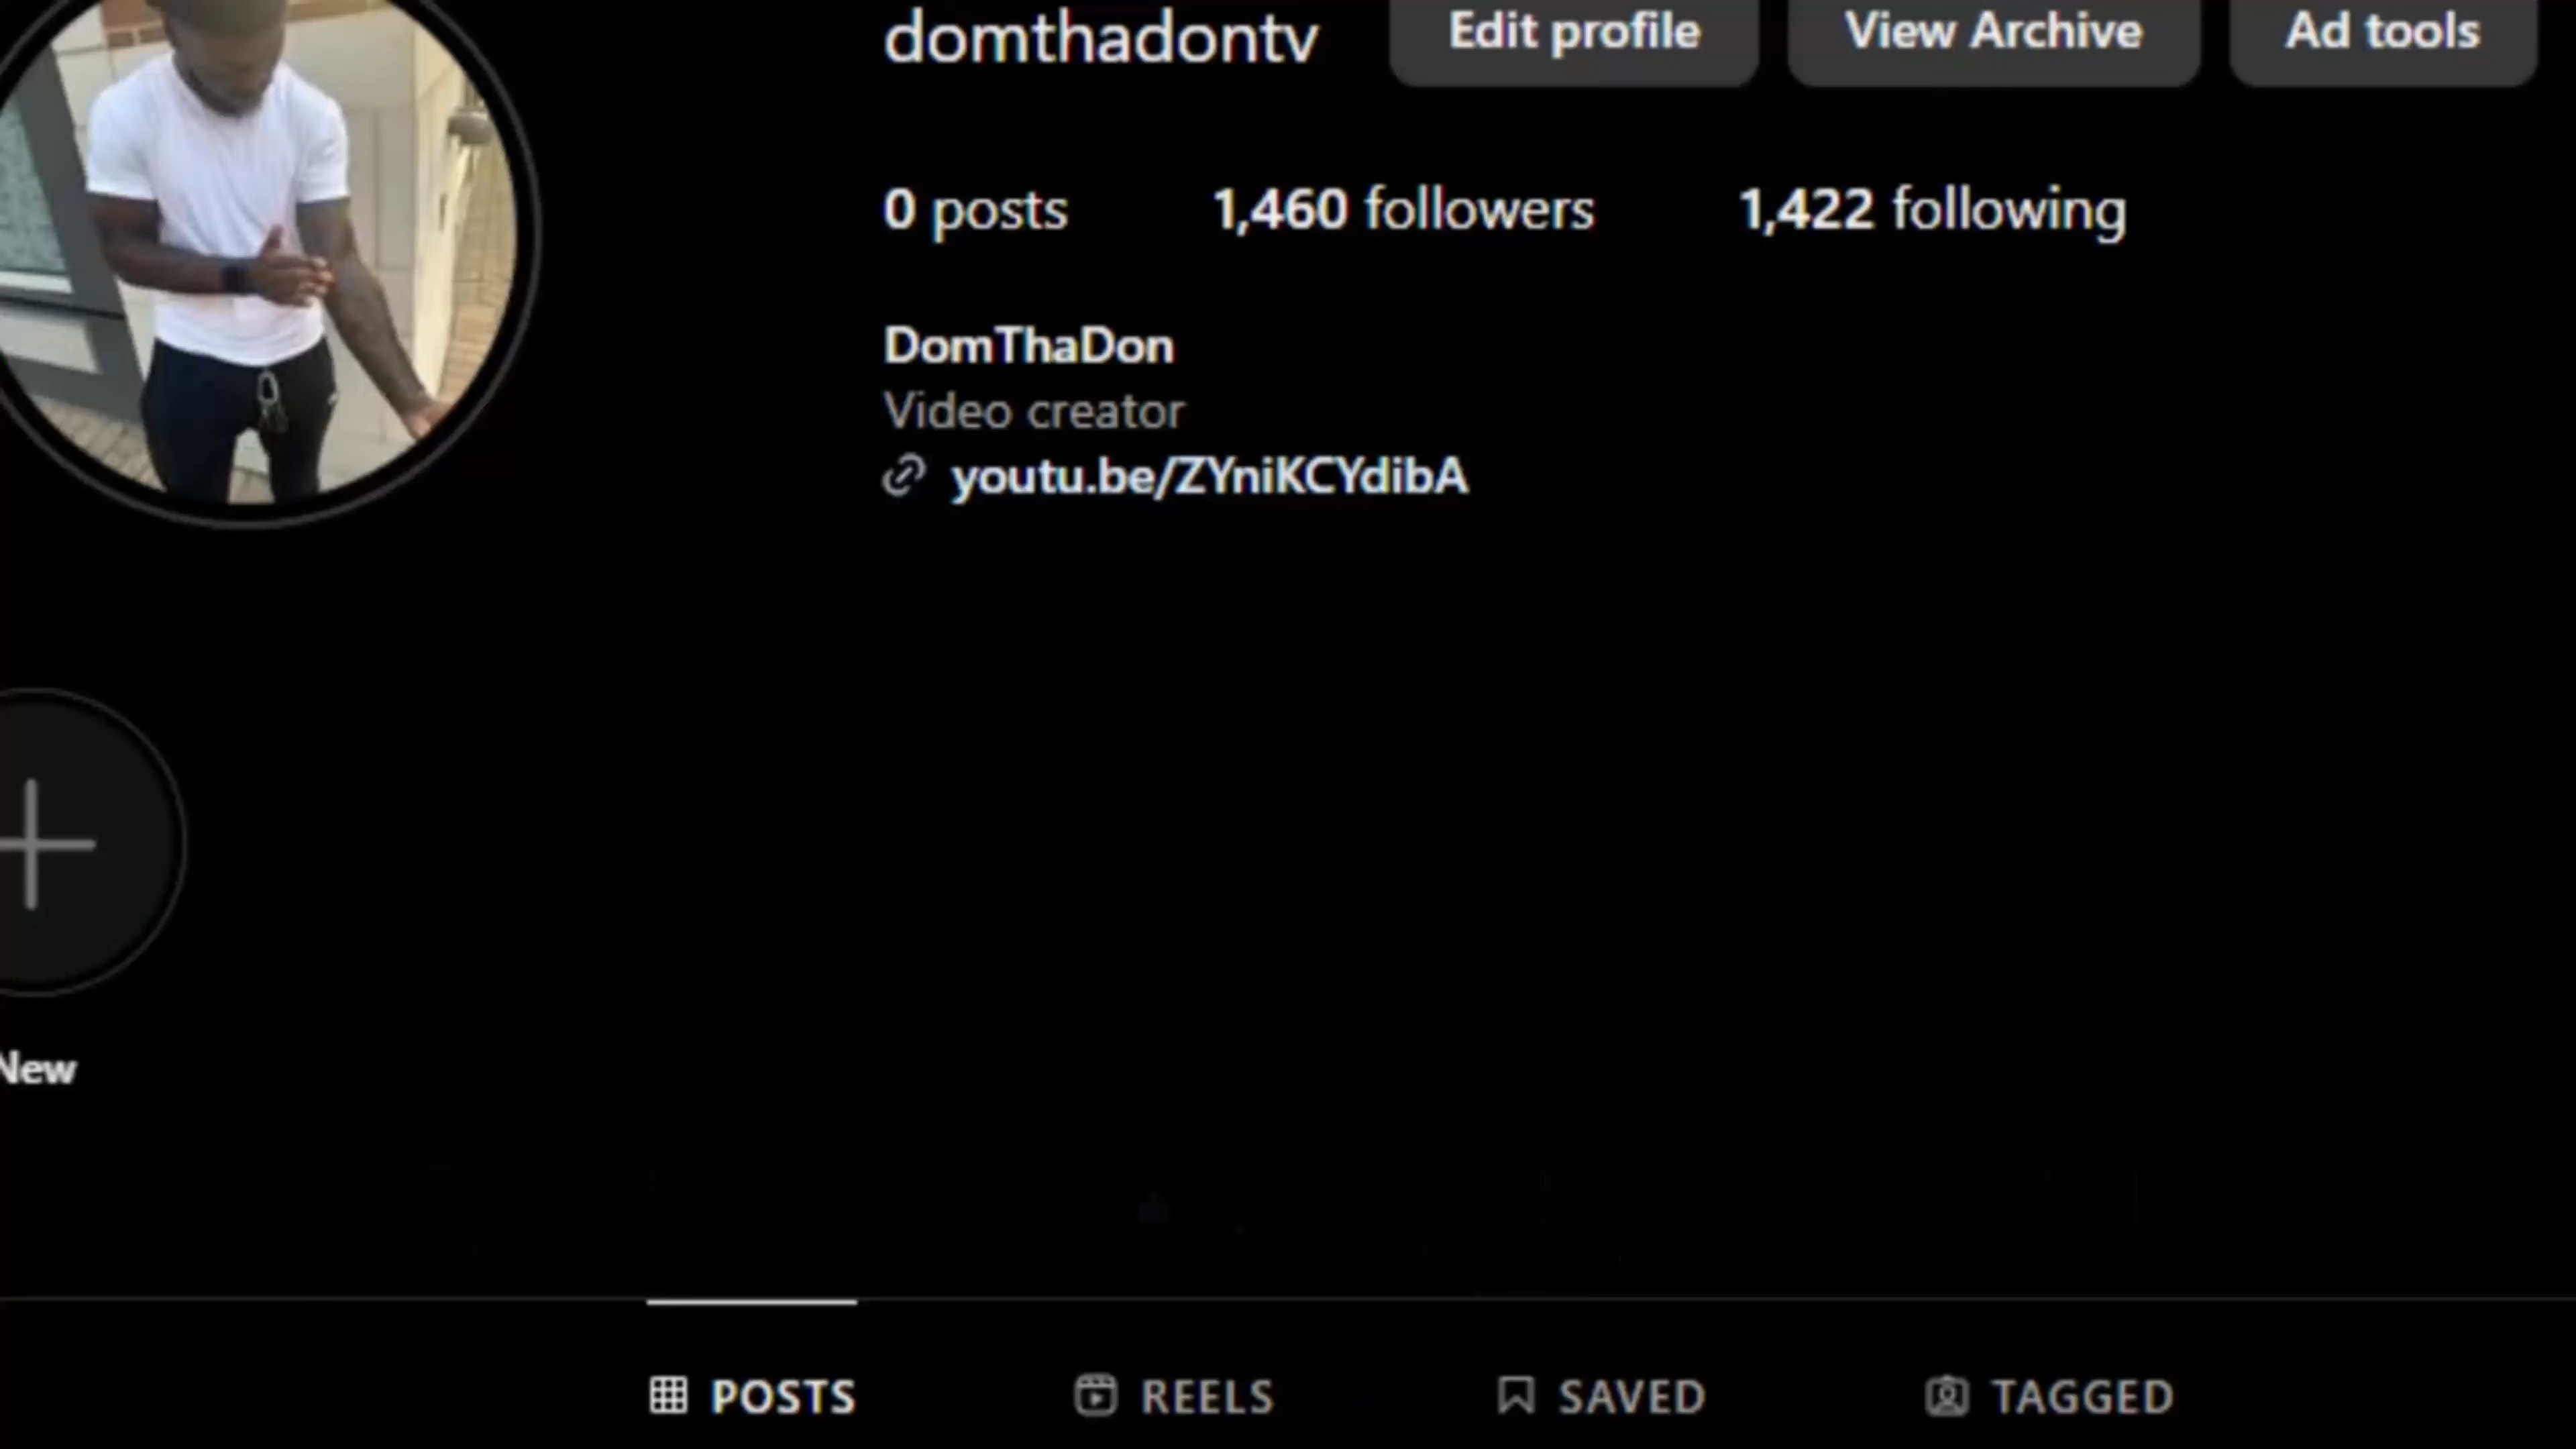 domthadontv Edit profile View Archive Ad tools
0 posts 1,460 followers 1,422 following
DomThaDon
Video creator
youtu.be/ZYniKCYdibA
New
POSTS REELS SAVED TAGGED